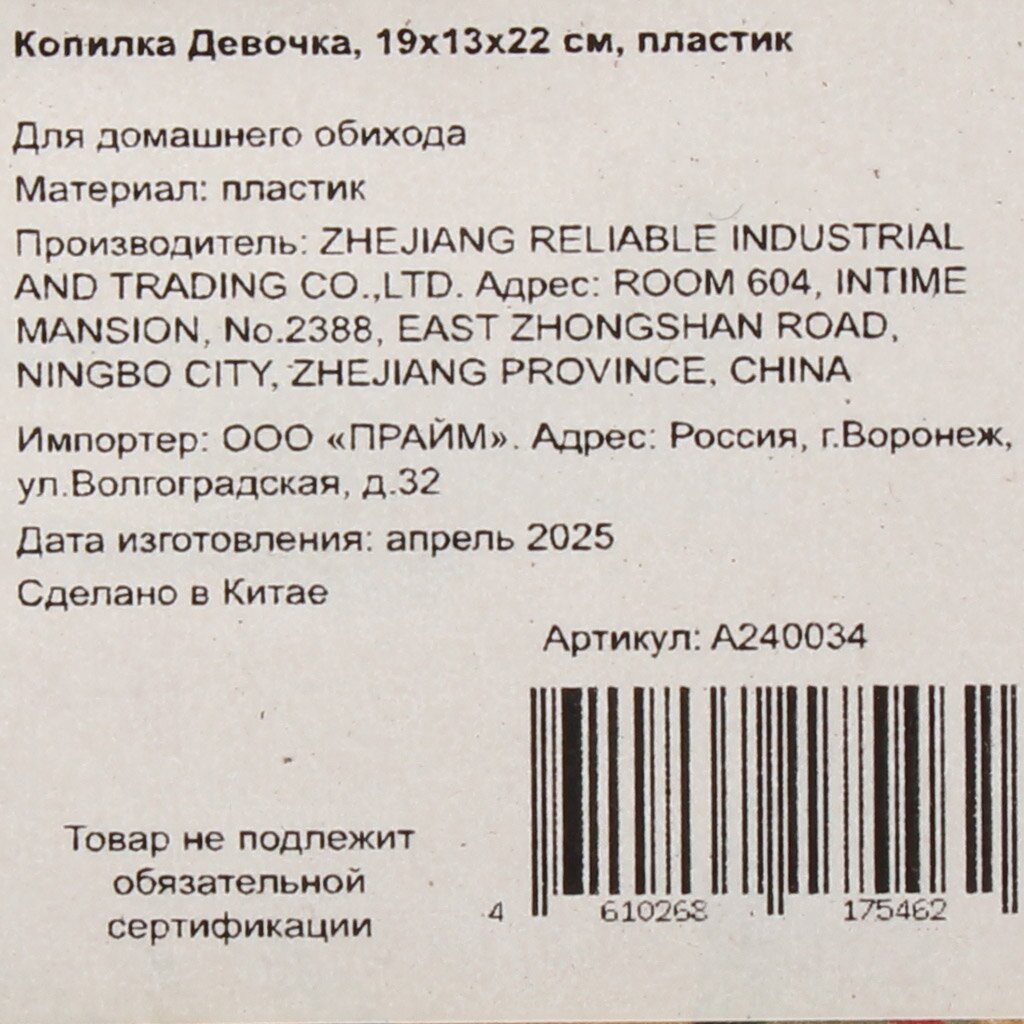 Копилка Девочка, 19х13х22 см, пластик
Для домашнего обихода
Материал: пластик
Производитель: ZHEJIANG RELIABLE INDUSTRIAL
AND TRADING CO.,LTD. Адрес: ROOM 604, INTIME
MANSION, No.2388, EAST ZHONGSHAN ROAD,
NINGBO CITY, ZHEJIANG PROVINCE, CHINA
Импортер: ООО «ПРАЙМ». Адрес: Россия, г.Воронеж,
ул.Волгоградская, д.32
Дата изготовления: апрель 2025
Сделано в Китае
Артикул: А240034
Товар не подлежит
обязательной
сертификации
4 610268 175462